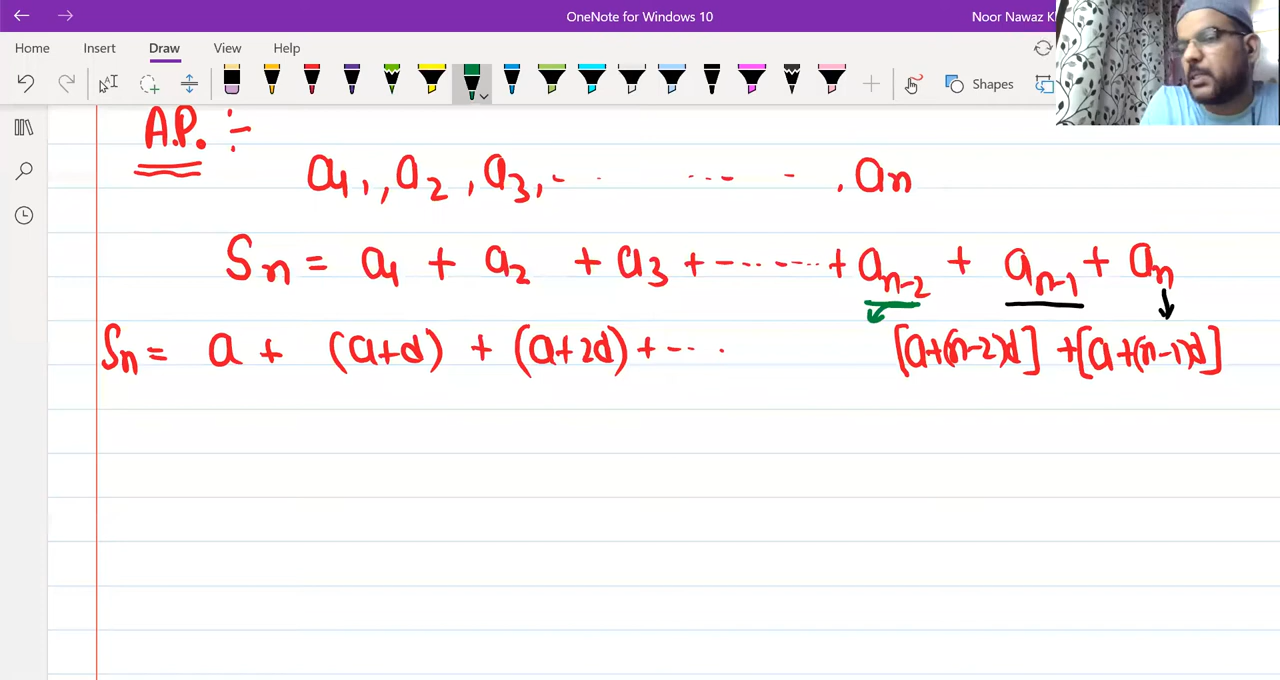 OneNote for Windows 10
Noor Nawaz K
Home Insert Draw View Help
Shapes
A.P. :-
a₁, a₂, a₃, .. . ... . . aₙ
Sₙ = a₁ + a₂ + a₃ + ....... + aₙ₋₂ + aₙ₋₁ + aₙ
Sₙ = a + (a+d) + (a+2d) + ... [a+(n-2)d] + [a+(n-1)d]